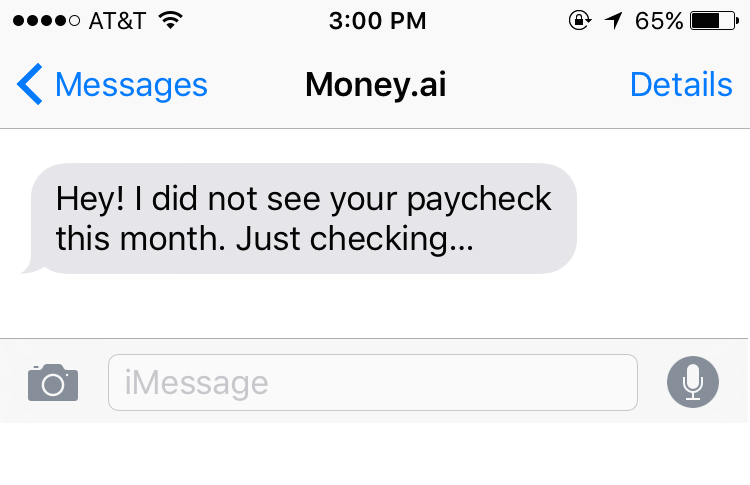 AT&T 3:00 PM 65%
Messages Money.ai Details
Hey! I did not see your paycheck
this month. Just checking...
iMessage